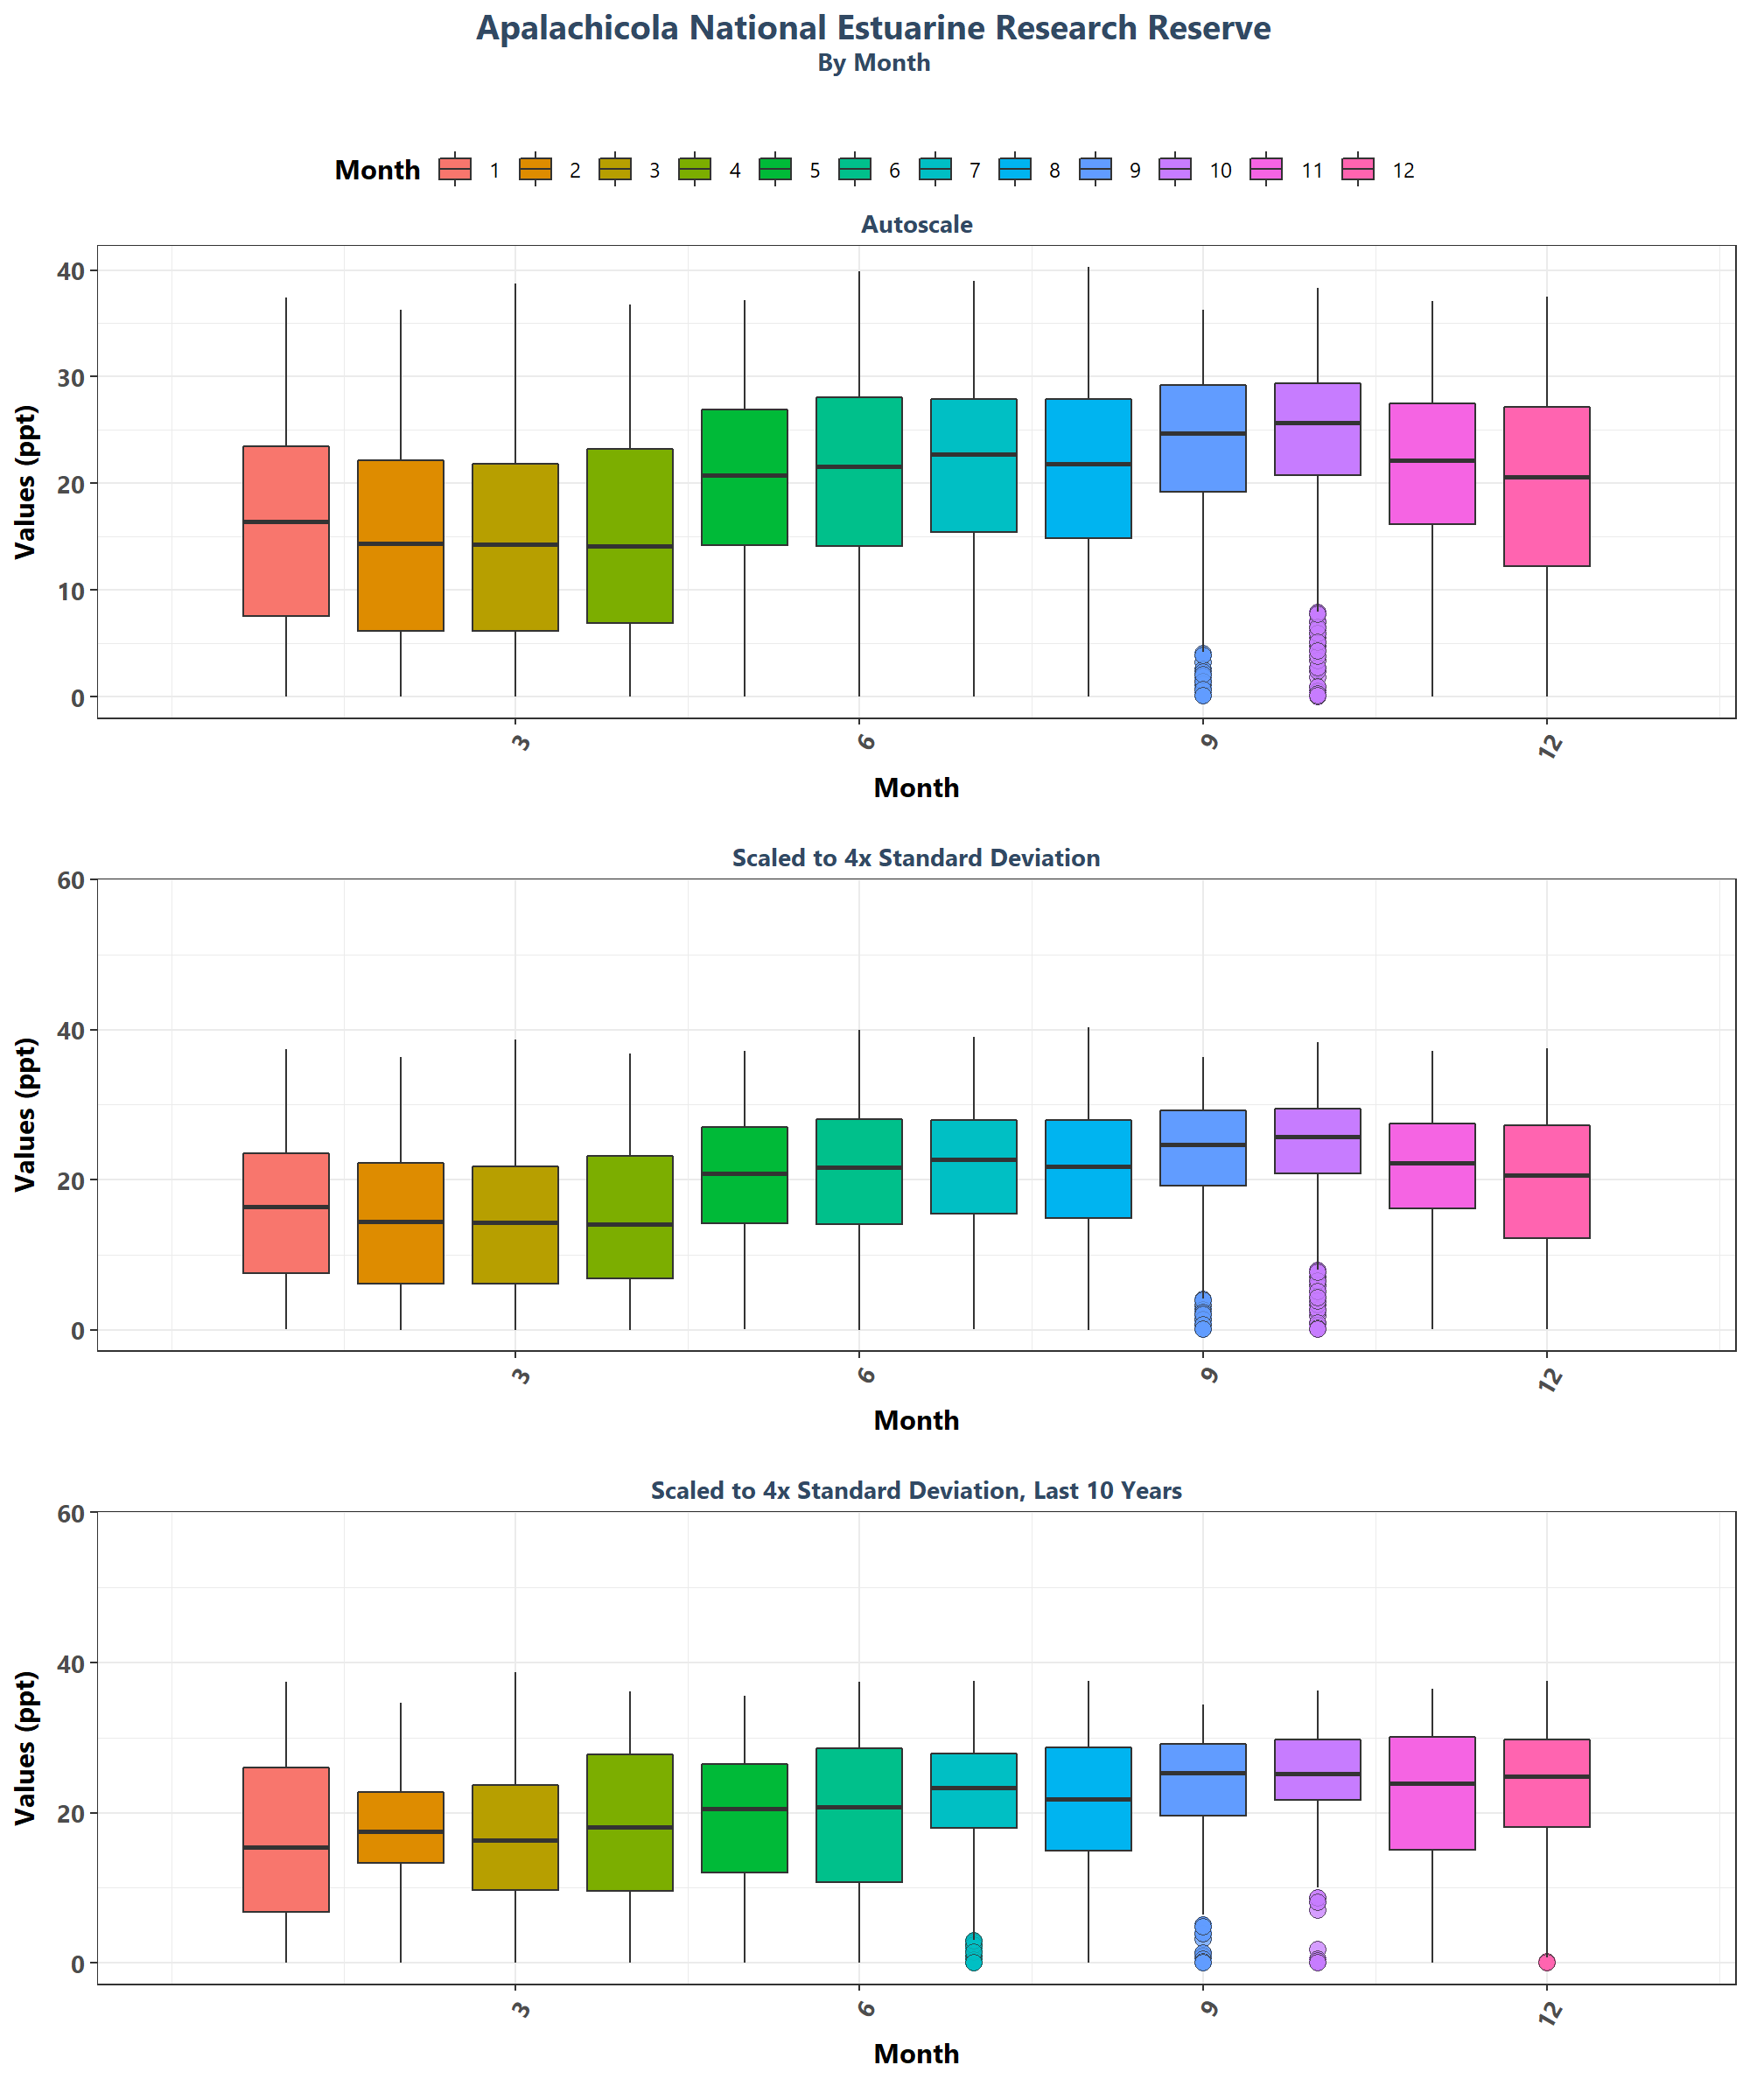 Apalachicola National Estuarine Research Reserve
By Month
Month 1 2 3 4 5 6 7 8 9 10 11 12
Autoscale
Values (ppt)
40
30
20
10
0
3 6 9 12
Month
Scaled to 4x Standard Deviation
Values (ppt)
60
40
20
0
3 6 9 12
Month
Scaled to 4x Standard Deviation, Last 10 Years
Values (ppt)
60
40
20
0
3 6 9 12
Month